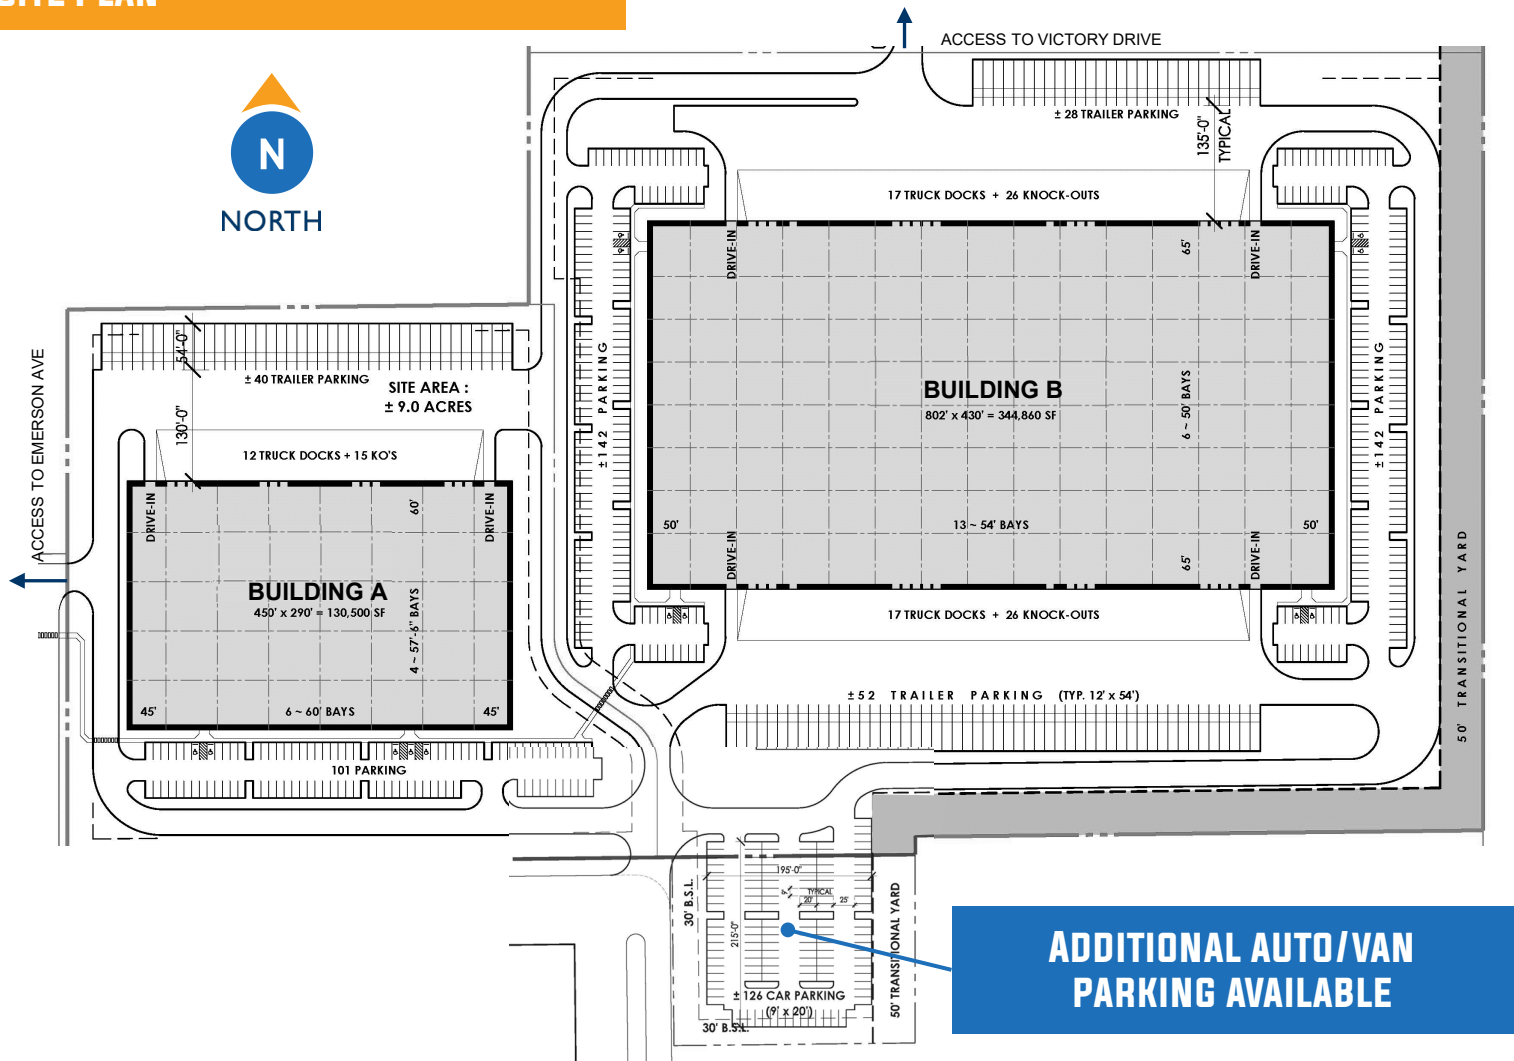 SITE PLAN
ACCESS TO VICTORY DRIVE
N
NORTH
± 28 TRAILER PARKING
135'-0"
TYPICAL
17 TRUCK DOCKS + 26 KNOCK-OUTS
DRIVE-IN
65'
DRIVE-IN
54'-0"
± 40 TRAILER PARKING
SITE AREA :
± 9.0 ACRES
130'-0"
ACCESS TO EMERSON AVE
±142 PARKING
BUILDING B
802' x 430' = 344,860 SF
6 ~ 50' BAYS
±142 PARKING
12 TRUCK DOCKS + 15 KO'S
DRIVE-IN
60'
DRIVE-IN
50'
13 ~ 54' BAYS
50'
DRIVE-IN
65'
DRIVE-IN
BUILDING A
450' x 290' = 130,500 SF
4 ~ 57'-6" BAYS
17 TRUCK DOCKS + 26 KNOCK-OUTS
50' TRANSITIONAL YARD
45'
6 ~ 60' BAYS
45'
±52 TRAILER PARKING (TYP. 12' x 54')
101 PARKING
195'-0"
9'
TYPICAL
20'
25'
30' B.S.L.
215'-0"
50' TRANSITIONAL YARD
± 126 CAR PARKING
(9' x 20')
30' B.S.L.
ADDITIONAL AUTO/VAN
PARKING AVAILABLE